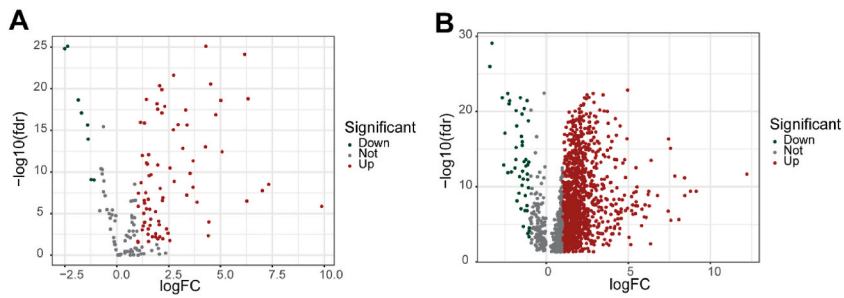 A
25
20
15
10
5
0
−log10(fdr)
−2.5 0.0 2.5 5.0 7.5 10.0
logFC
Significant
Down
Not
Up
B
30
20
10
0
−log10(fdr)
0 5 10
logFC
Significant
Down
Not
Up